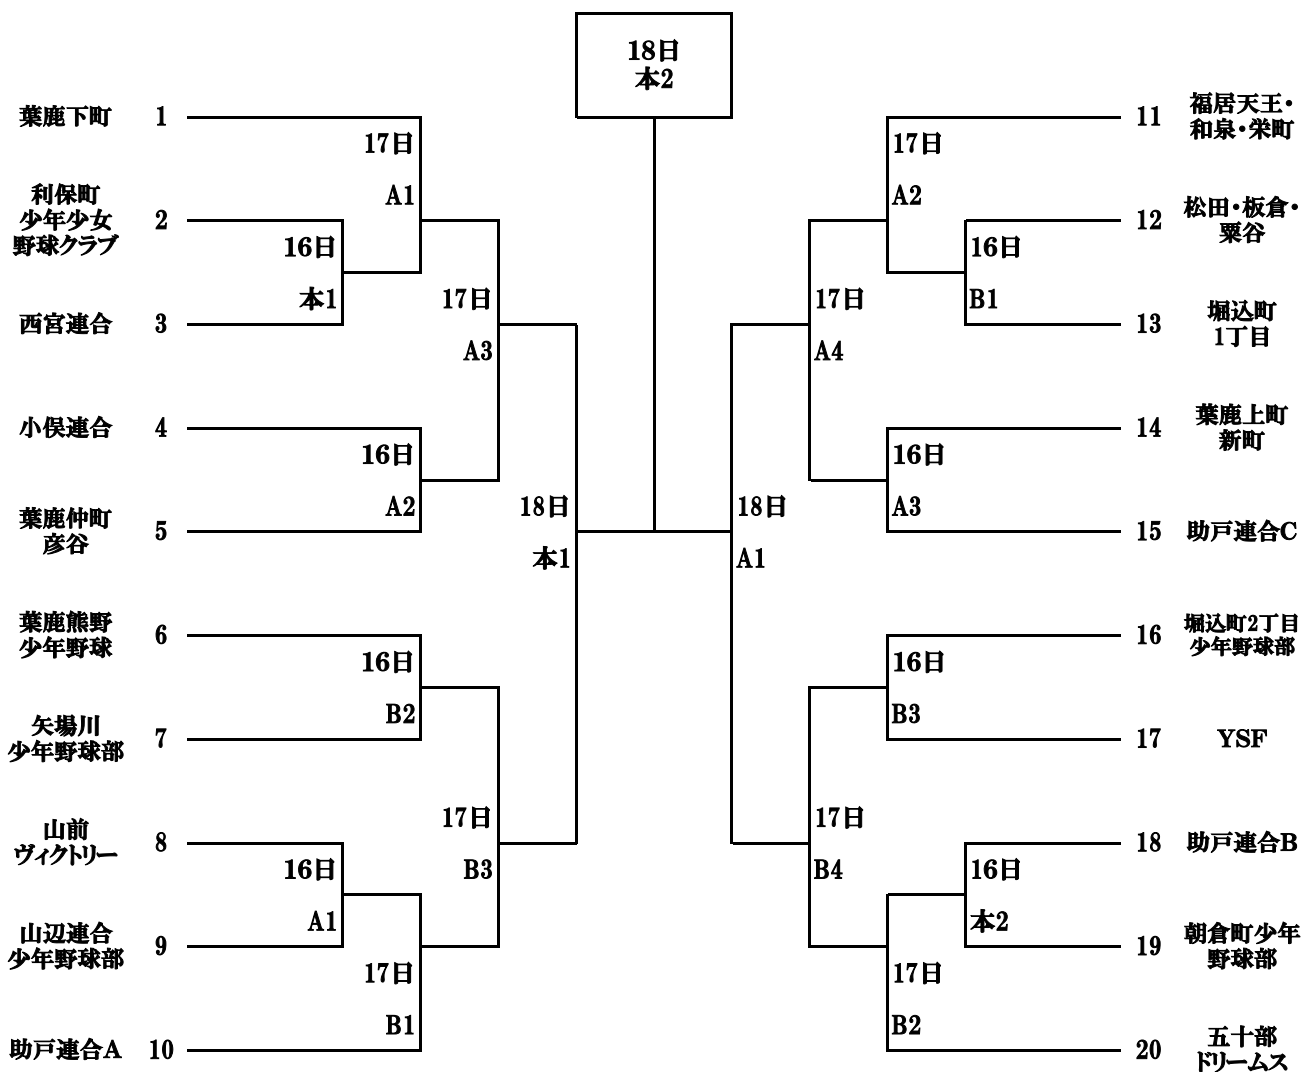 18日
本2
葉鹿下町 1
17日
A1
利保町
少年少女
野球クラブ
2
16日
本1
西宮連合 3
17日
A3
小俣連合 4
16日
A2
葉鹿仲町
彦谷
5
18日
本1
葉鹿熊野
少年野球
6
16日
B2
矢場川
少年野球部
7
17日
B3
山前
ヴィクトリー
8
16日
A1
山辺連合
少年野球部
9
17日
B1
助戸連合A 10
11
福居天王・
和泉・栄町
17日
A2
12
松田・板倉・
粟谷
16日
B1
13
堀込町
1丁目
17日
A4
14
葉鹿上町
新町
16日
A3
15 助戸連合C
18日
A1
16
堀込町2丁目
少年野球部
16日
B3
17 YSF
17日
B4
18 助戸連合B
16日
本2
19
朝倉町少年
野球部
17日
B2
20
五十部
ドリームス